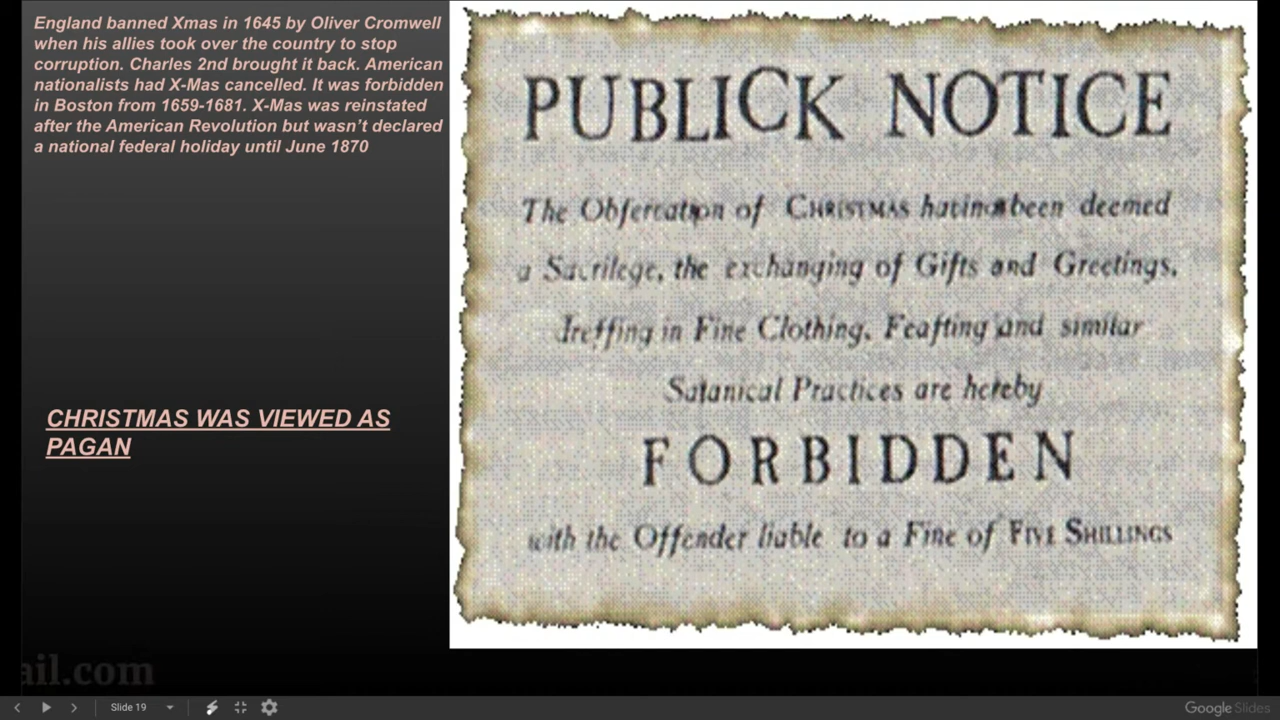 England banned Xmas in 1645 by Oliver Cromwell
when his allies took over the country to stop
corruption. Charles 2nd brought it back. American
nationalists had X-Mas cancelled. It was forbidden
in Boston from 1659-1681. X-Mas was reinstated
after the American Revolution but wasn't declared
a national federal holiday until June 1870
CHRISTMAS WAS VIEWED AS
PAGAN
PUBLICK NOTICE
The Obſervation of CHRISTMAS having been deemed
a Sacrilege, the exchanging of Gifts and Greetings,
dreſſing in Fine Clothing, Feaſting and similar
Satanical Practices are hereby
FORBIDDEN
with the Offender liable to a Fine of FIVE SHILLINGS
ail.com
Slide 19
Google Slides